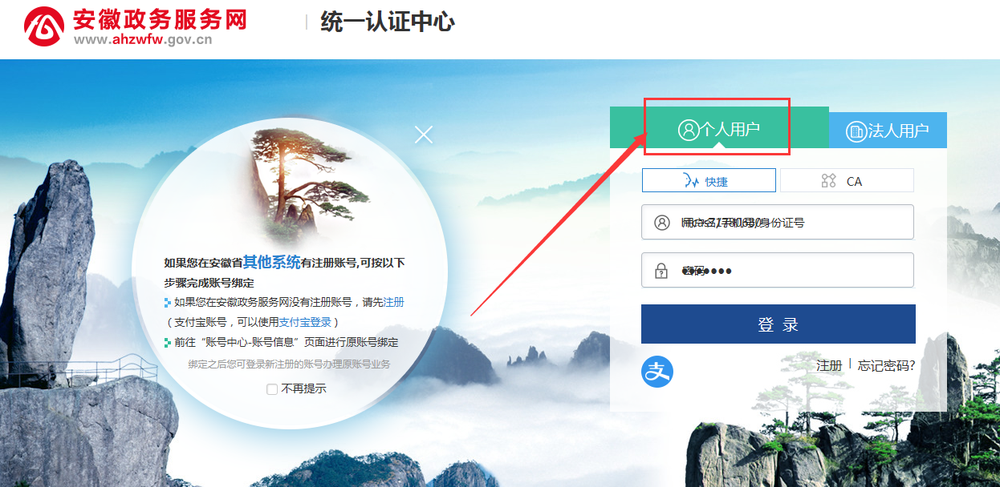 安徽政务服务网
www.ahzwfw.gov.cn
统一认证中心
个人用户
法人用户
快捷
CA
身份证号
登录
注册
忘记密码?
如果您在安徽省其他系统有注册账号,可按以下
步骤完成账号绑定
如果您在安徽政务服务网没有注册账号，请先注册
（支付宝账号，可以使用支付宝登录）
前往“账号中心-账号信息”页面进行原账号绑定
绑定之后您可登录新注册的账号办理原账号业务
不再提示
支